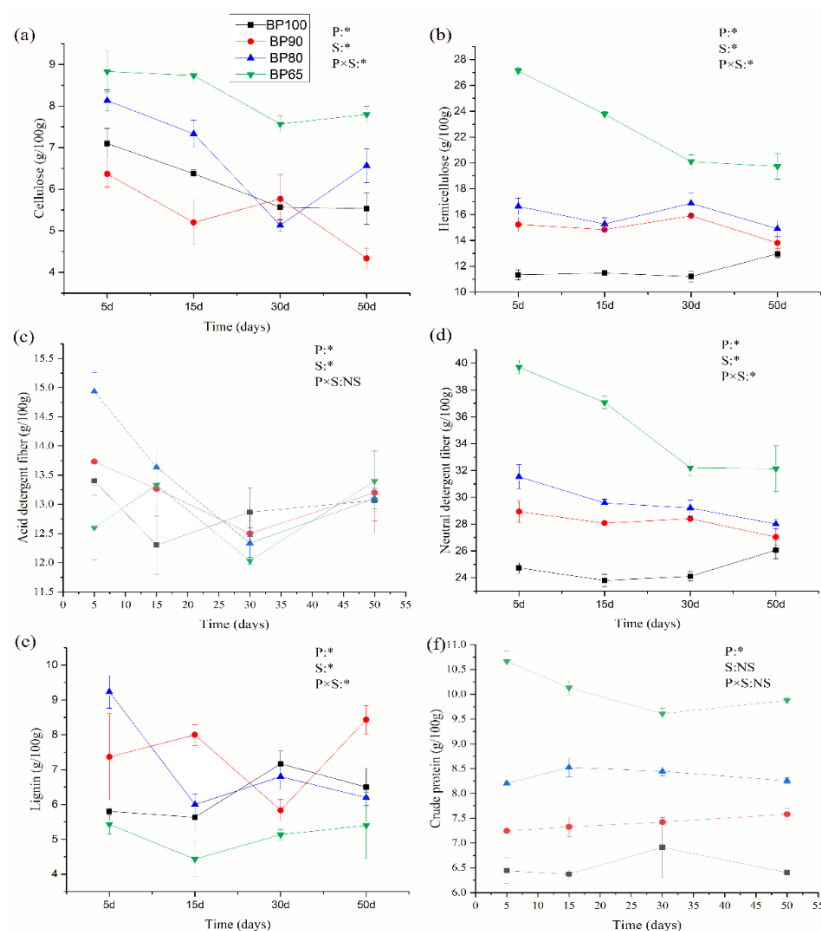 (a)
BP100
BP90
BP80
BP65
P:*
S:*
P×S:*
9
8
7
6
5
4
Cellulose (g/100g)
5d 15d 30d 50d
Time (days)
(b)
P:*
S:*
P×S:*
28
26
24
22
20
18
16
14
12
10
Hemicellulose (g/100g)
5d 15d 30d 50d
Time (days)
(c)
P:*
S:*
P×S:NS
15.5
15.0
14.5
14.0
13.5
13.0
12.5
12.0
11.5
Acid detergent fiber (g/100g)
0 5 10 15 20 25 30 35 40 45 50 55
Time (days)
(d)
P:*
S:*
P×S:*
40
38
36
34
32
30
28
26
24
Neutral detergent fiber (g/100g)
5d 15d 30d 50d
Time (days)
(e)
P:*
S:*
P×S:*
10
9
8
7
6
5
4
Lignin (g/100g)
5d 15d 30d 50d
Time (days)
(f)
P:*
S:NS
P×S:NS
11.0
10.5
10.0
9.5
9.0
8.5
8.0
7.5
7.0
6.5
6.0
Crude protein (g/100g)
0 5 10 15 20 25 30 35 40 45 50 55
Time (days)